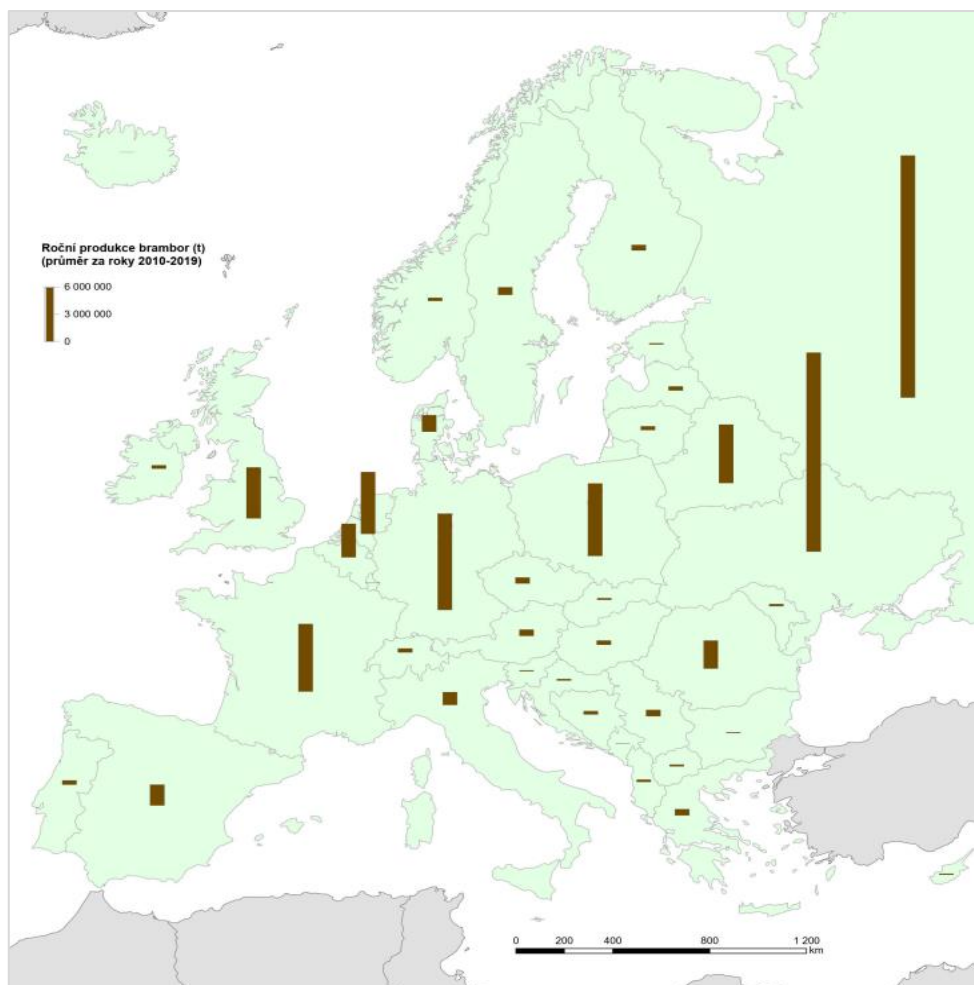 Roční produkce brambor (t)
(průměr za roky 2010-2019)
6 000 000
3 000 000
0
0 200 400 800 1 200
km